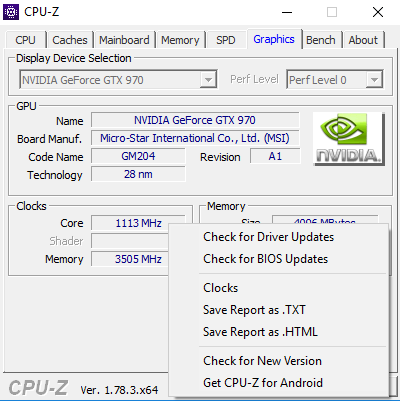 CPU-Z
CPU Caches Mainboard Memory SPD Graphics Bench About
Display Device Selection
NVIDIA GeForce GTX 970 Perf Level Perf Level 0
GPU
Name NVIDIA GeForce GTX 970
Board Manuf. Micro-Star International Co., Ltd. (MSI)
Code Name GM204 Revision A1
Technology 28 nm
nVIDIA.
Clocks
Core 1113 MHz
Shader
Memory 3505 MHz
Memory
Size 4096 MBytes
Check for Driver Updates
Check for BIOS Updates
Clocks
Save Report as .TXT
Save Report as .HTML
Check for New Version
Get CPU-Z for Android
CPU-Z Ver. 1.78.3.x64